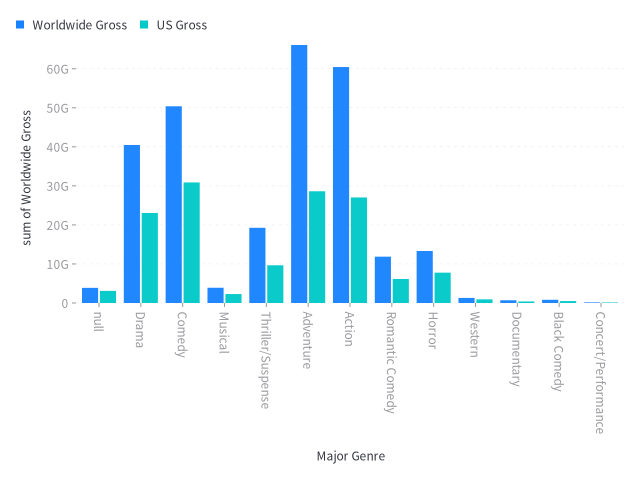 Worldwide Gross
US Gross
sum of Worldwide Gross
60G
50G
40G
30G
20G
10G
0
null
Drama
Comedy
Musical
Thriller/Suspense
Adventure
Action
Romantic Comedy
Horror
Western
Documentary
Black Comedy
Concert/Performance
Major Genre